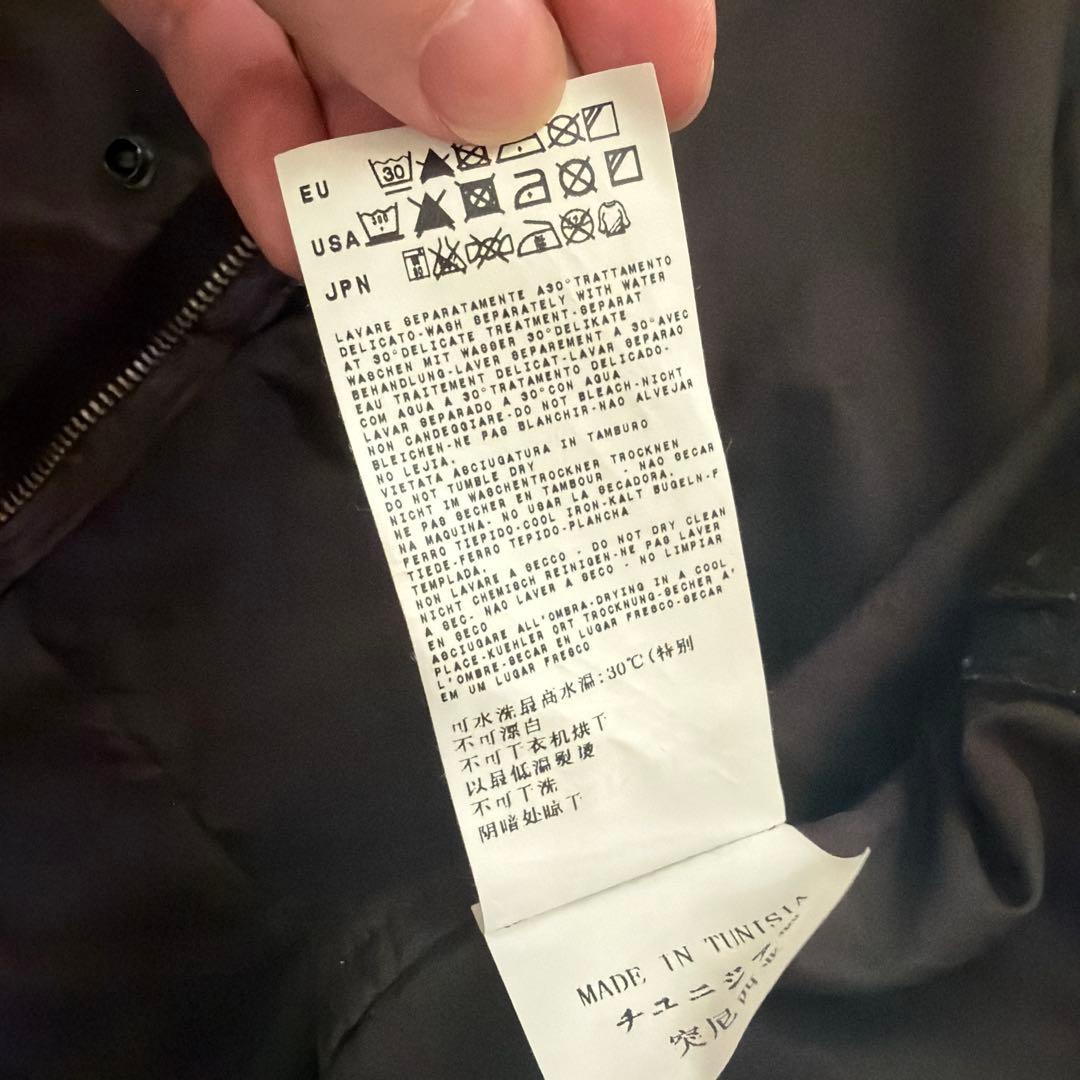 EU
30
USA
JPN
LAVARE SEPARATAMENTE A30°TRATTAMENTO
DELICATO-WASH SEPARATELY WITH WATER
AT 30°DELICATE TREATMENT-SEPARAT
WASCHEN MIT WASSER 30°DELIKATE
BEHANDLUNG-LAVER SEPAREMENT A 30°AVEC
EAU TRAITEMENT DELICAT-LAVAR SEPARAO
COM AQUA A 30°TRATAMENTO DELICADO-
LAVAR SEPARADO A 30°CON AQUA
NON CANDEGGIARE-DO NOT BLEACH-NICHT
BLEICHEN-NE PAS BLANCHIR-NAO ALVEJAR
NO LEJIA.
VIETATA ASCIUGATURA IN TAMBURO
DO NOT TUMBLE DRY
NICHT IM WASCHENTROCKNER TROCKNEN
NE PAS SECHER EN TAMBOUR - NAO SECAR
NA MAQUINA- NO USAR LA SECADORA.
FERRO TIEPIDO-COOL IRON-KALT BUGELN-F
TIEDE-FERRO TEPIDO-PLANCHA
TEMPLADA.
NON LAVARE A SECCO - DO NOT DRY CLEAN
NICHT CHEMISCH REINIGEN-NE PAS LAVER
A SEC- NAO LAVER A SECO - NO LIMPIAR
EN SECO
ASCIUGARE ALL'OMBRA-DRYING IN A COOL
PLACE-KUEHLER ORT TROCKNUNG-SECHER A'
L'OMBRE-SECAR EN LUGAR FRESCO-SECAR
EM UM LUGAR FRESCO
可水洗最高水温:30℃(特别
不可漂白
不可干衣机烘干
以最低温熨烫
不可干洗
阴暗处晾干
MADE IN TUNISIA
チュニジア
突尼